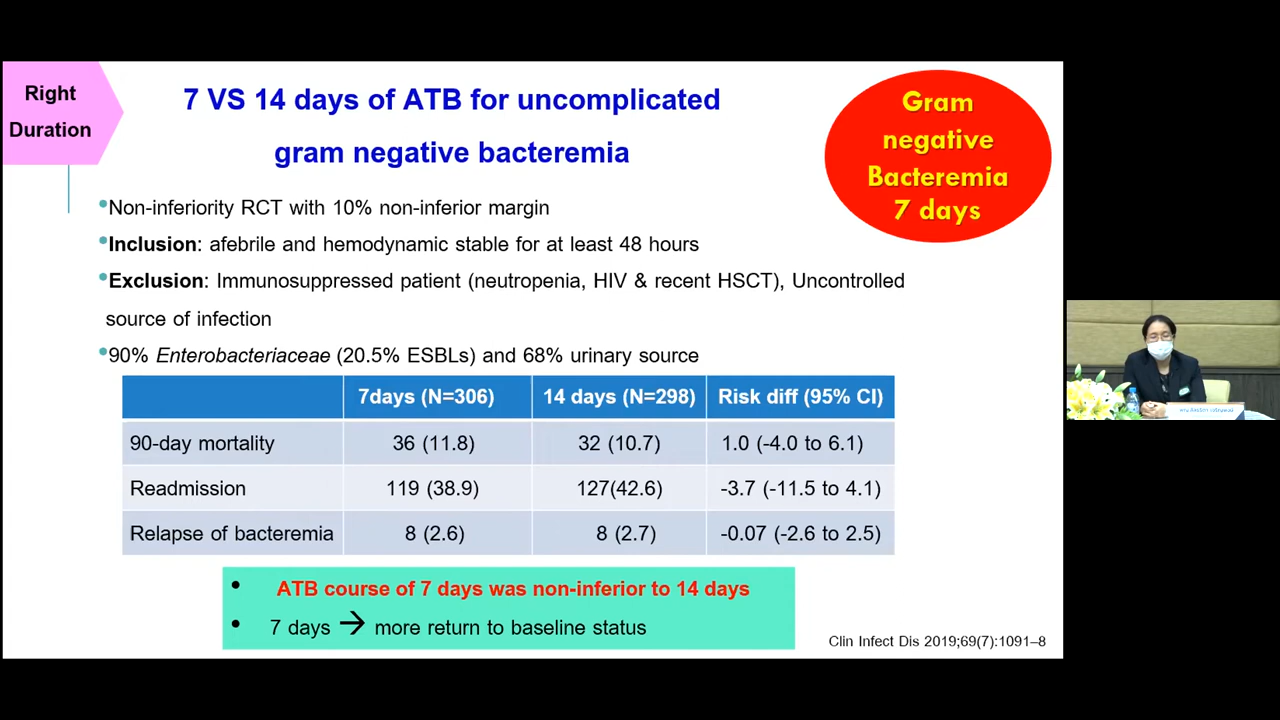 Right
Duration
7 VS 14 days of ATB for uncomplicated
gram negative bacteremia
Gram
negative
Bacteremia
7 days
•Non-inferiority RCT with 10% non-inferior margin
•Inclusion: afebrile and hemodynamic stable for at least 48 hours
•Exclusion: Immunosuppressed patient (neutropenia, HIV & recent HSCT), Uncontrolled
source of infection
•90% Enterobacteriaceae (20.5% ESBLs) and 68% urinary source
7days (N=306) 14 days (N=298) Risk diff (95% CI)
90-day mortality 36 (11.8) 32 (10.7) 1.0 (-4.0 to 6.1)
Readmission 119 (38.9) 127(42.6) -3.7 (-11.5 to 4.1)
Relapse of bacteremia 8 (2.6) 8 (2.7) -0.07 (-2.6 to 2.5)
• ATB course of 7 days was non-inferior to 14 days
• 7 days → more return to baseline status
Clin Infect Dis 2019;69(7):1091–8